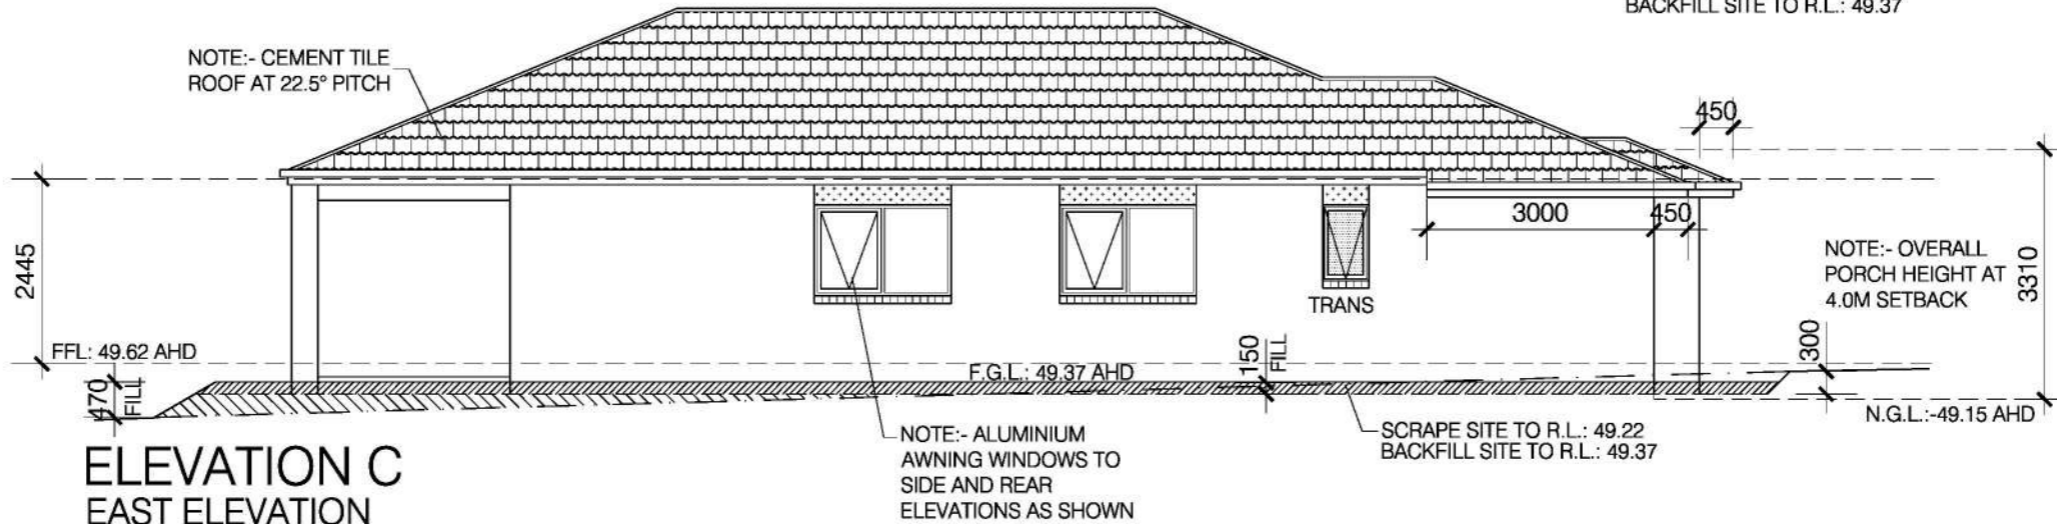 BACKFILL SITE TO R.L.: 49.37
NOTE:- CEMENT TILE
ROOF AT 22.5° PITCH
450
3000
450
2445
NOTE:- OVERALL
PORCH HEIGHT AT
4.0M SETBACK
3310
TRANS
FFL: 49.62 AHD
470
FILL
F.G.L.: 49.37 AHD
150
FILL
300
N.G.L.:-49.15 AHD
NOTE:- ALUMINIUM
AWNING WINDOWS TO
SIDE AND REAR
ELEVATIONS AS SHOWN
SCRAPE SITE TO R.L.: 49.22
BACKFILL SITE TO R.L.: 49.37
ELEVATION C
EAST ELEVATION